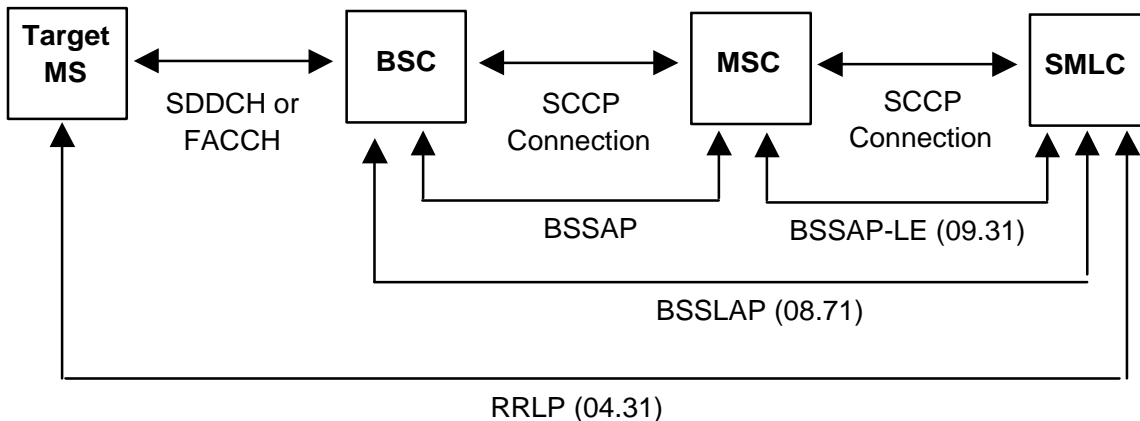 Target
MS
BSC
MSC
SMLC
SDDCH or
FACCH
SCCP
Connection
SCCP
Connection
BSSAP
BSSAP-LE (09.31)
BSSLAP (08.71)
RRLP (04.31)